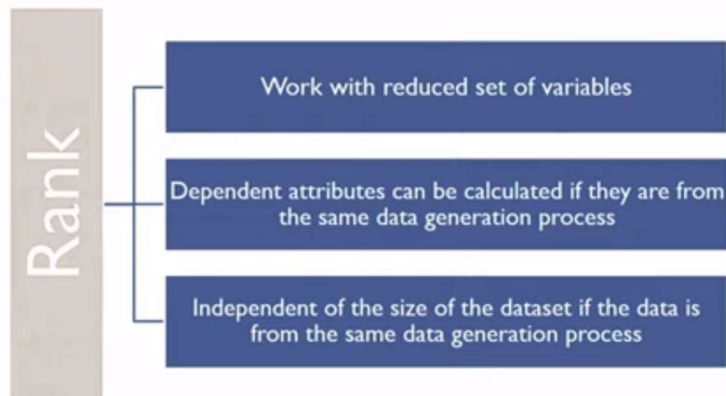 Rank
Work with reduced set of variables
Dependent attributes can be calculated if they are from
the same data generation process
Independent of the size of the dataset if the data is
from the same data generation process